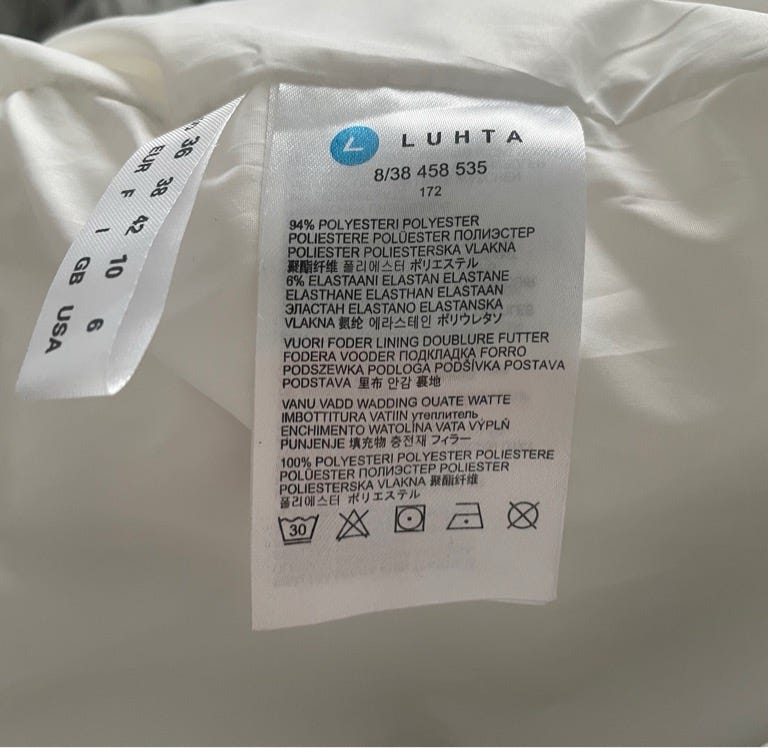 36
EUR 38
F 42
I 10
GB 6
USA
LUHTA
8/38 458 535
172
94% POLYESTERI POLYESTER
POLIESTERE POLÜESTER ПОЛИЭСТЕР
POLIESTER POLIESTERSKA VLAKNA
聚酯纤维 폴리에스터 ポリエステル
6% ELASTAANI ELASTAN ELASTANE
ELASTHANE ELASTHAN ELASTAAN
ЭЛАСТАН ELASTANO ELASTANSKA
VLAKNA 氨纶 에라스테인 ポリウレタン
VUORI FODER LINING DOUBLURE FUTTER
FODERA VOODER ПОДКЛАДКА FORRO
PODSZEWKA PODLOGA PODŠÍVKA POSTAVA
PODSTAVA 里布 안감 裏地
VANU VADD WADDING OUATE WATTE
IMBOTTITURA VATIIN утеплитель
ENCHIMENTO WATOLINA VATA VÝPLŇ
PUNJENJE 填充物 충전재 フィラー
100% POLYESTERI POLYESTER POLIESTERE
POLÜESTER ПОЛИЭСТЕР POLIESTER
POLIESTERSKA VLAKNA 聚酯纤维
폴리에스터 ポリエステル
30